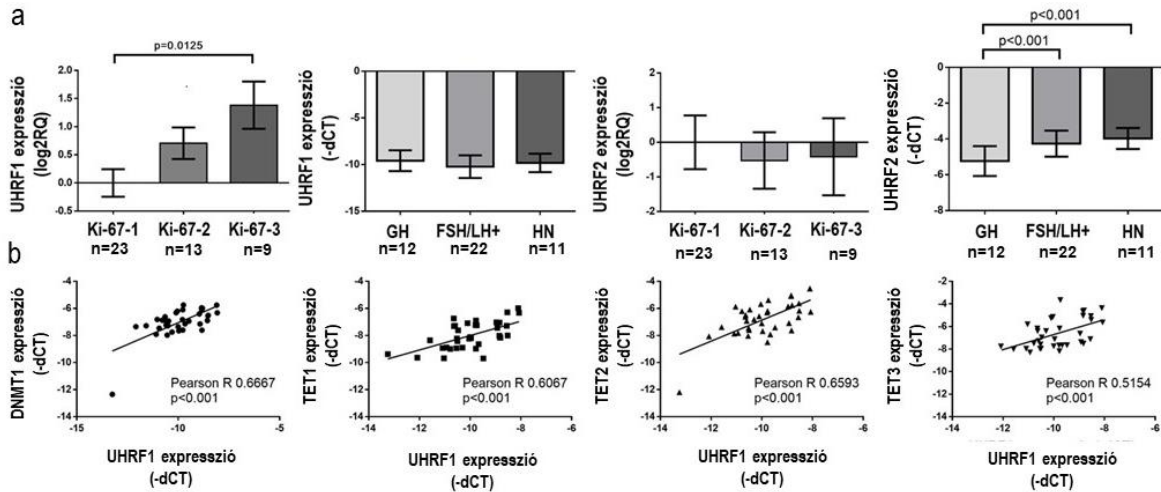 a
p=0.0125
UHRF1 expresszió
(log2RQ)
2.0
1.5
1.0
0.5
0.0
-0.5
Ki-67-1
n=23
Ki-67-2
n=13
Ki-67-3
n=9
UHRF1 expresszió
(-dCT)
0
-5
-10
-15
GH
n=12
FSH/LH+
n=22
HN
n=11
UHRF2 expresszió
(log2RQ)
2
1
0
-1
-2
Ki-67-1
n=23
Ki-67-2
n=13
Ki-67-3
n=9
p<0.001
p<0.001
UHRF2 expresszió
(-dCT)
0
-2
-4
-6
-8
GH
n=12
FSH/LH+
n=22
HN
n=11
b
DNMT1 expresszió
(-dCT)
-4
-6
-8
-10
-12
-14
Pearson R 0.6667
p<0.001
-15
-10
-5
UHRF1 expresszió
(-dCT)
TET1 expresszió
(-dCT)
-4
-6
-8
-10
-12
-14
Pearson R 0.6067
p<0.001
-14
-12
-10
-8
-6
UHRF1 expresszió
(-dCT)
TET2 expresszió
(-dCT)
-4
-6
-8
-10
-12
-14
Pearson R 0.6593
p<0.001
-14
-12
-10
-8
-6
UHRF1 expresszió
(-dCT)
TET3 expresszió
(-dCT)
-2
-4
-6
-8
-10
-12
-14
Pearson R 0.5154
p<0.001
-14
-12
-10
-8
-6
UHRF1 expresszió
(-dCT)